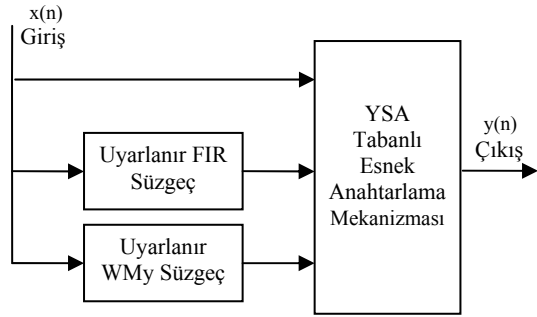 x(n)
Giriş
Uyarlanır FIR
Süzgeç
Uyarlanır
WMy Süzgeç
YSA
Tabanlı
Esnek
Anahtarlama
Mekanizması
y(n)
Çıkış